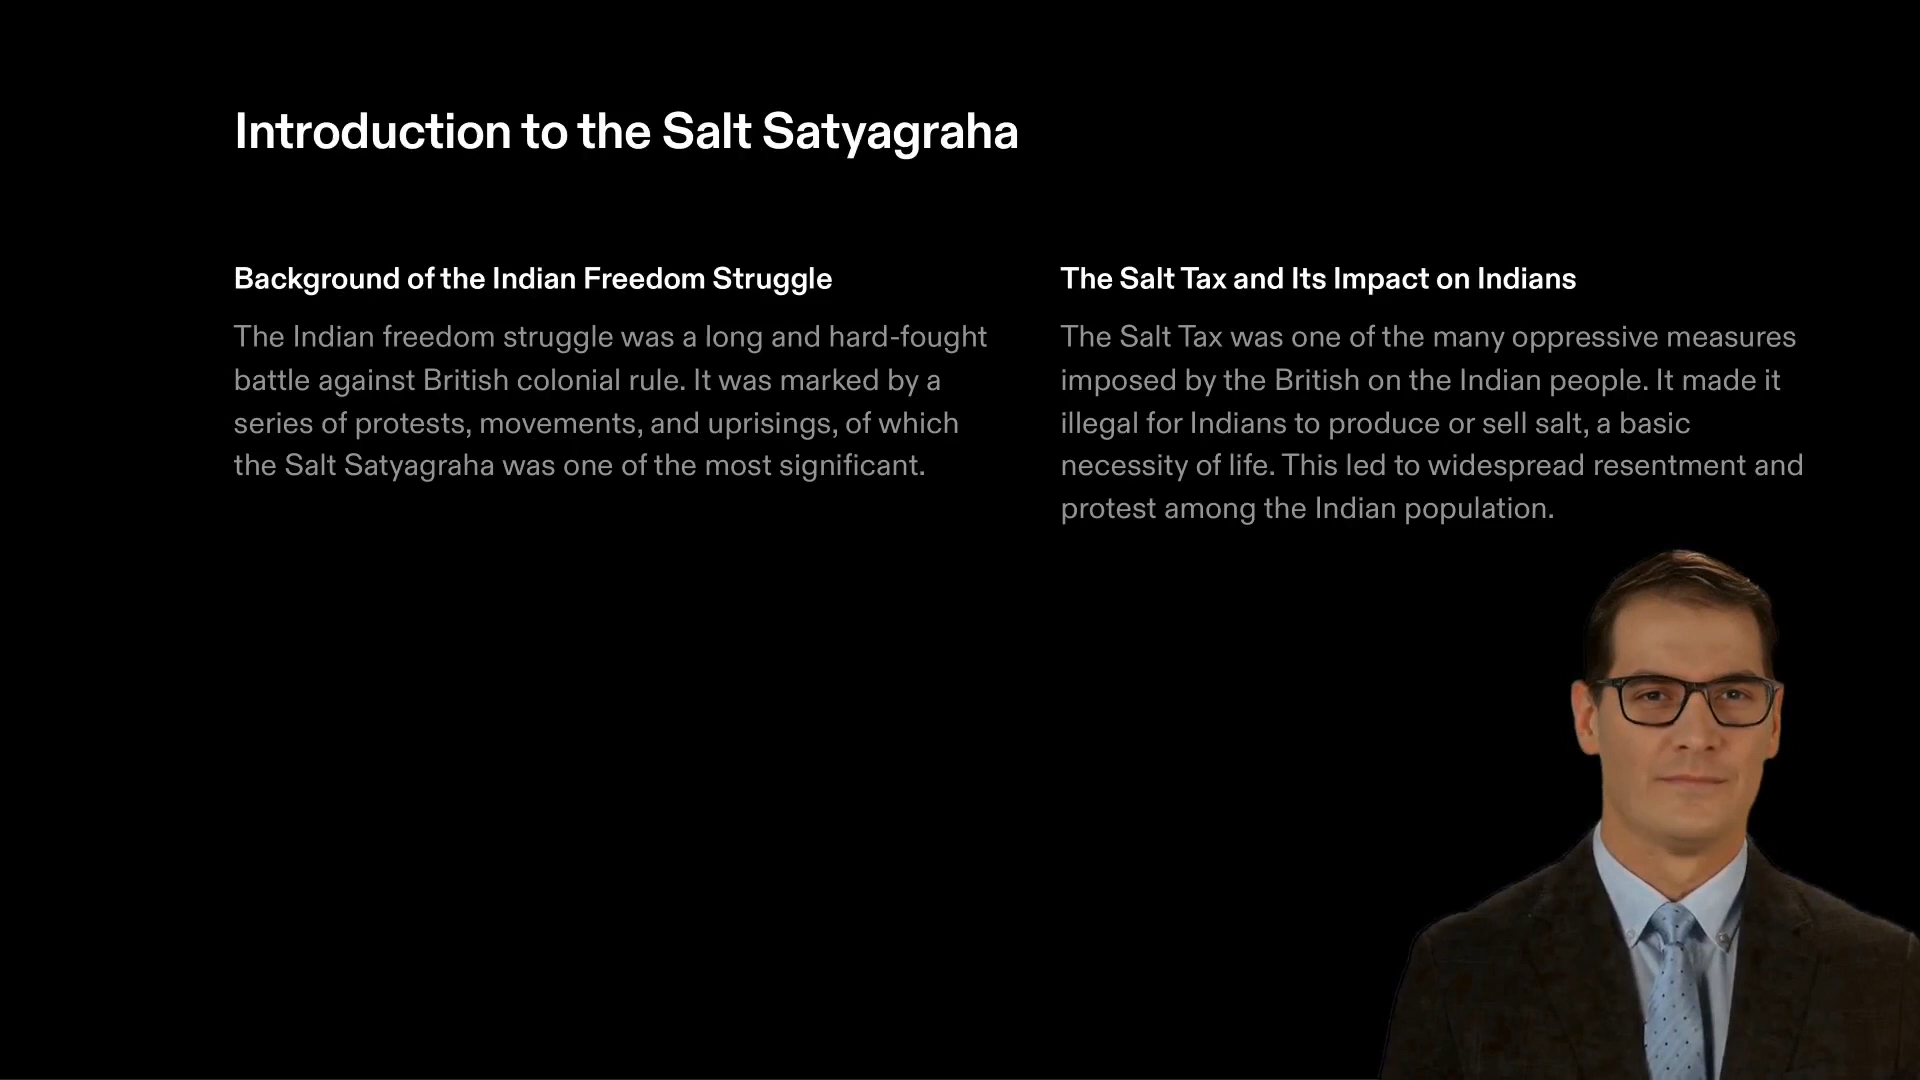 Introduction to the Salt Satyagraha
Background of the Indian Freedom Struggle
The Indian freedom struggle was a long and hard-fought
battle against British colonial rule. It was marked by a
series of protests, movements, and uprisings, of which
the Salt Satyagraha was one of the most significant.
The Salt Tax and Its Impact on Indians
The Salt Tax was one of the many oppressive measures
imposed by the British on the Indian people. It made it
illegal for Indians to produce or sell salt, a basic
necessity of life. This led to widespread resentment and
protest among the Indian population.